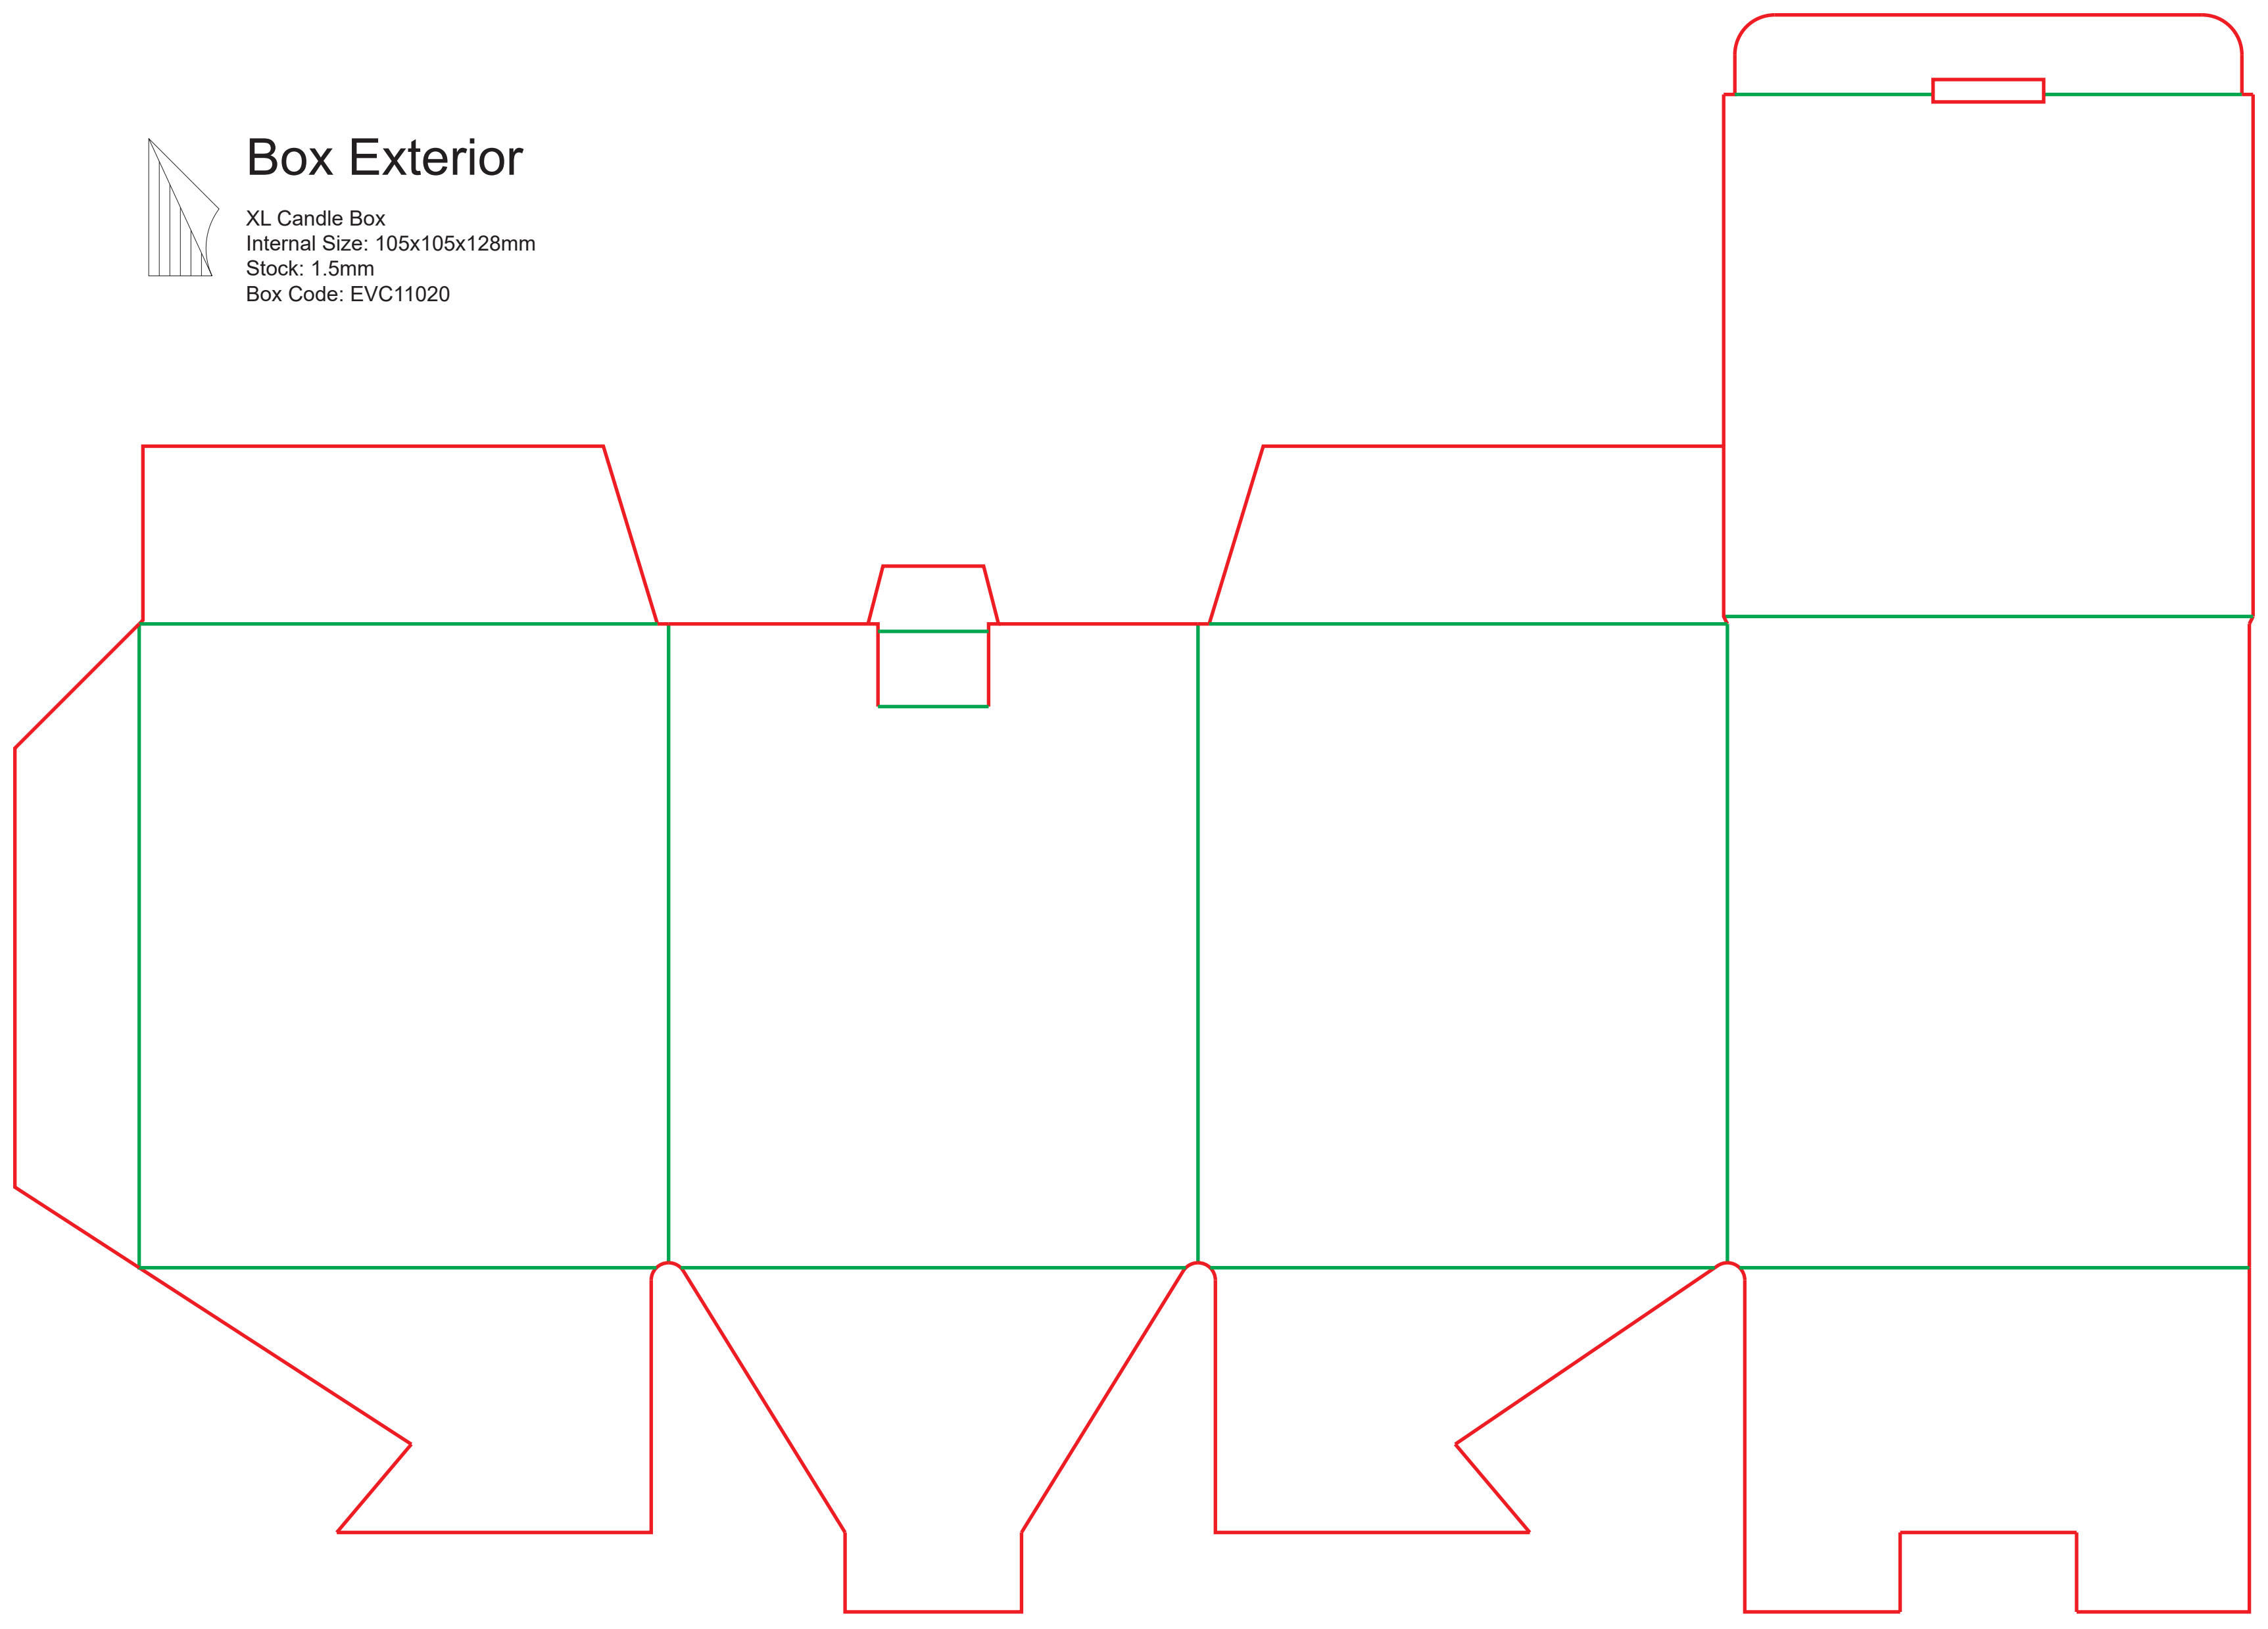 Box Exterior
XL Candle Box
Internal Size: 105x105x128mm
Stock: 1.5mm
Box Code: EVC11020